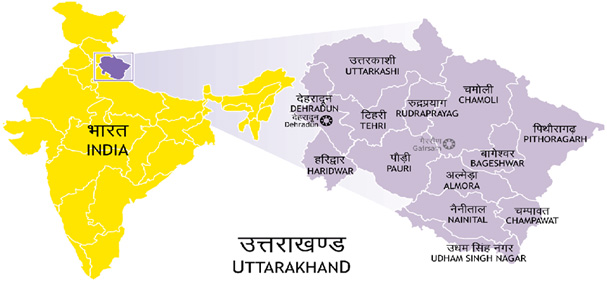 भारत
INDIA
उत्तराखण्ड
UTTARAKHAND
उत्तरकाशी
UTTARKASHI
देहरादून
DEHRADUN
देहरादून
Dehradun
टिहरी
TEHRI
रुद्रप्रयाग
RUDRAPRAYAG
चमोली
CHAMOLI
पिथौरागढ़
PITHORAGARH
हरिद्वार
HARIDWAR
पौड़ी
PAURI
गैरसैंण
Gairsain
बागेश्वर
BAGESHWAR
अल्मोड़ा
ALMORA
नैनीताल
NAINITAL
चम्पावत
CHAMPAWAT
उधम सिंह नगर
UDHAM SINGH NAGAR